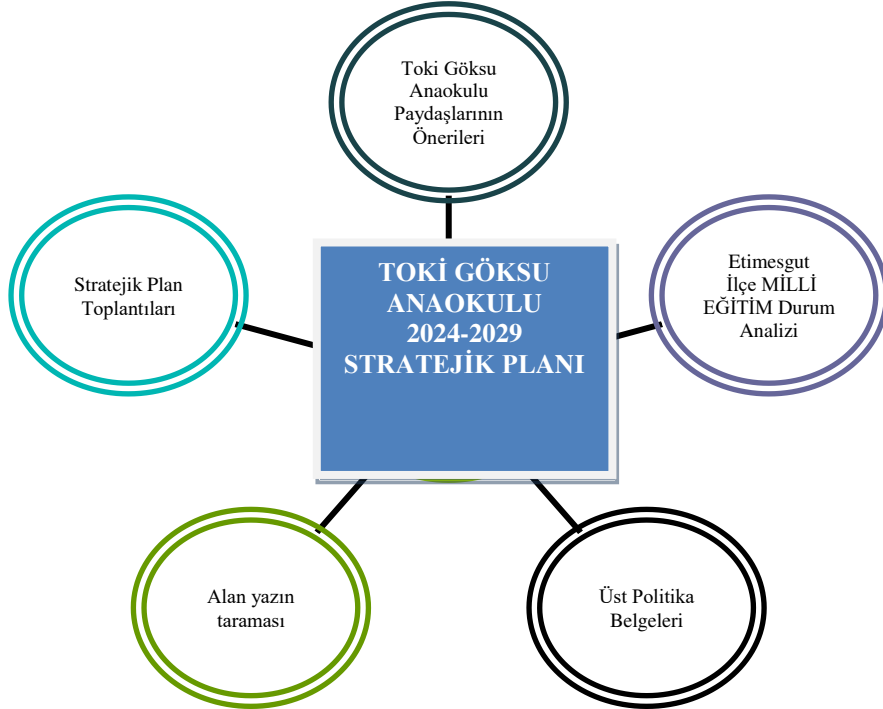 Toki Göksu
Anaokulu
Paydaşlarının
Önerileri
Stratejik Plan
Toplantıları
TOKİ GÖKSU
ANAOKULU
2024-2029
STRATEJİK PLANI
Etimesgut
İlçe MİLLİ
EĞİTİM Durum
Analizi
Alan yazın
taraması
Üst Politika
Belgeleri